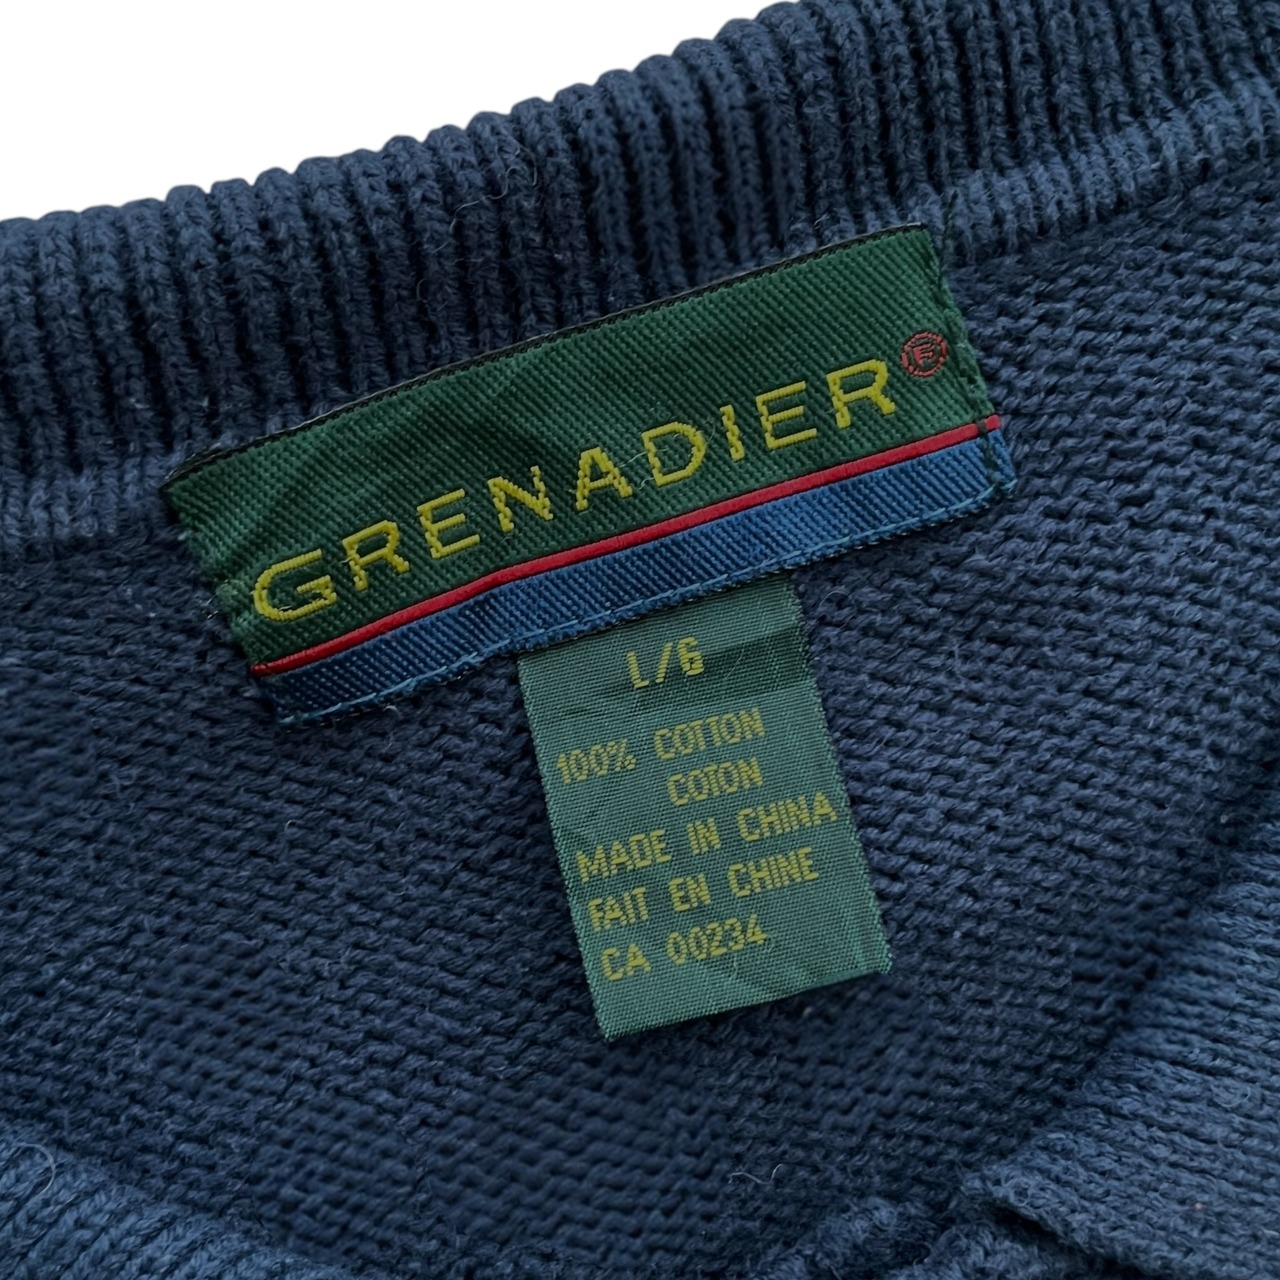 GRENADIER®
L/G
100% COTTON
COTON
MADE IN CHINA
FAIT EN CHINE
CA 00234